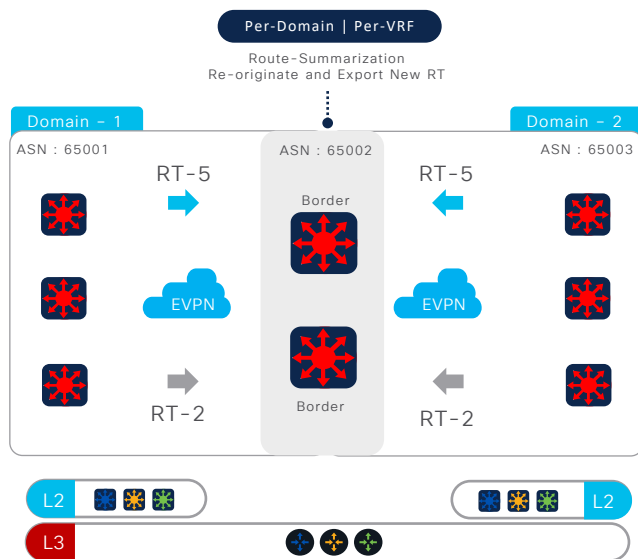 Per-Domain | Per-VRF
Route-Summarization
Re-originate and Export New RT
Domain – 1
Domain – 2
ASN : 65001
ASN : 65002
ASN : 65003
RT-5
RT-5
Border
EVPN
EVPN
Border
RT-2
RT-2
L2
L2
L3